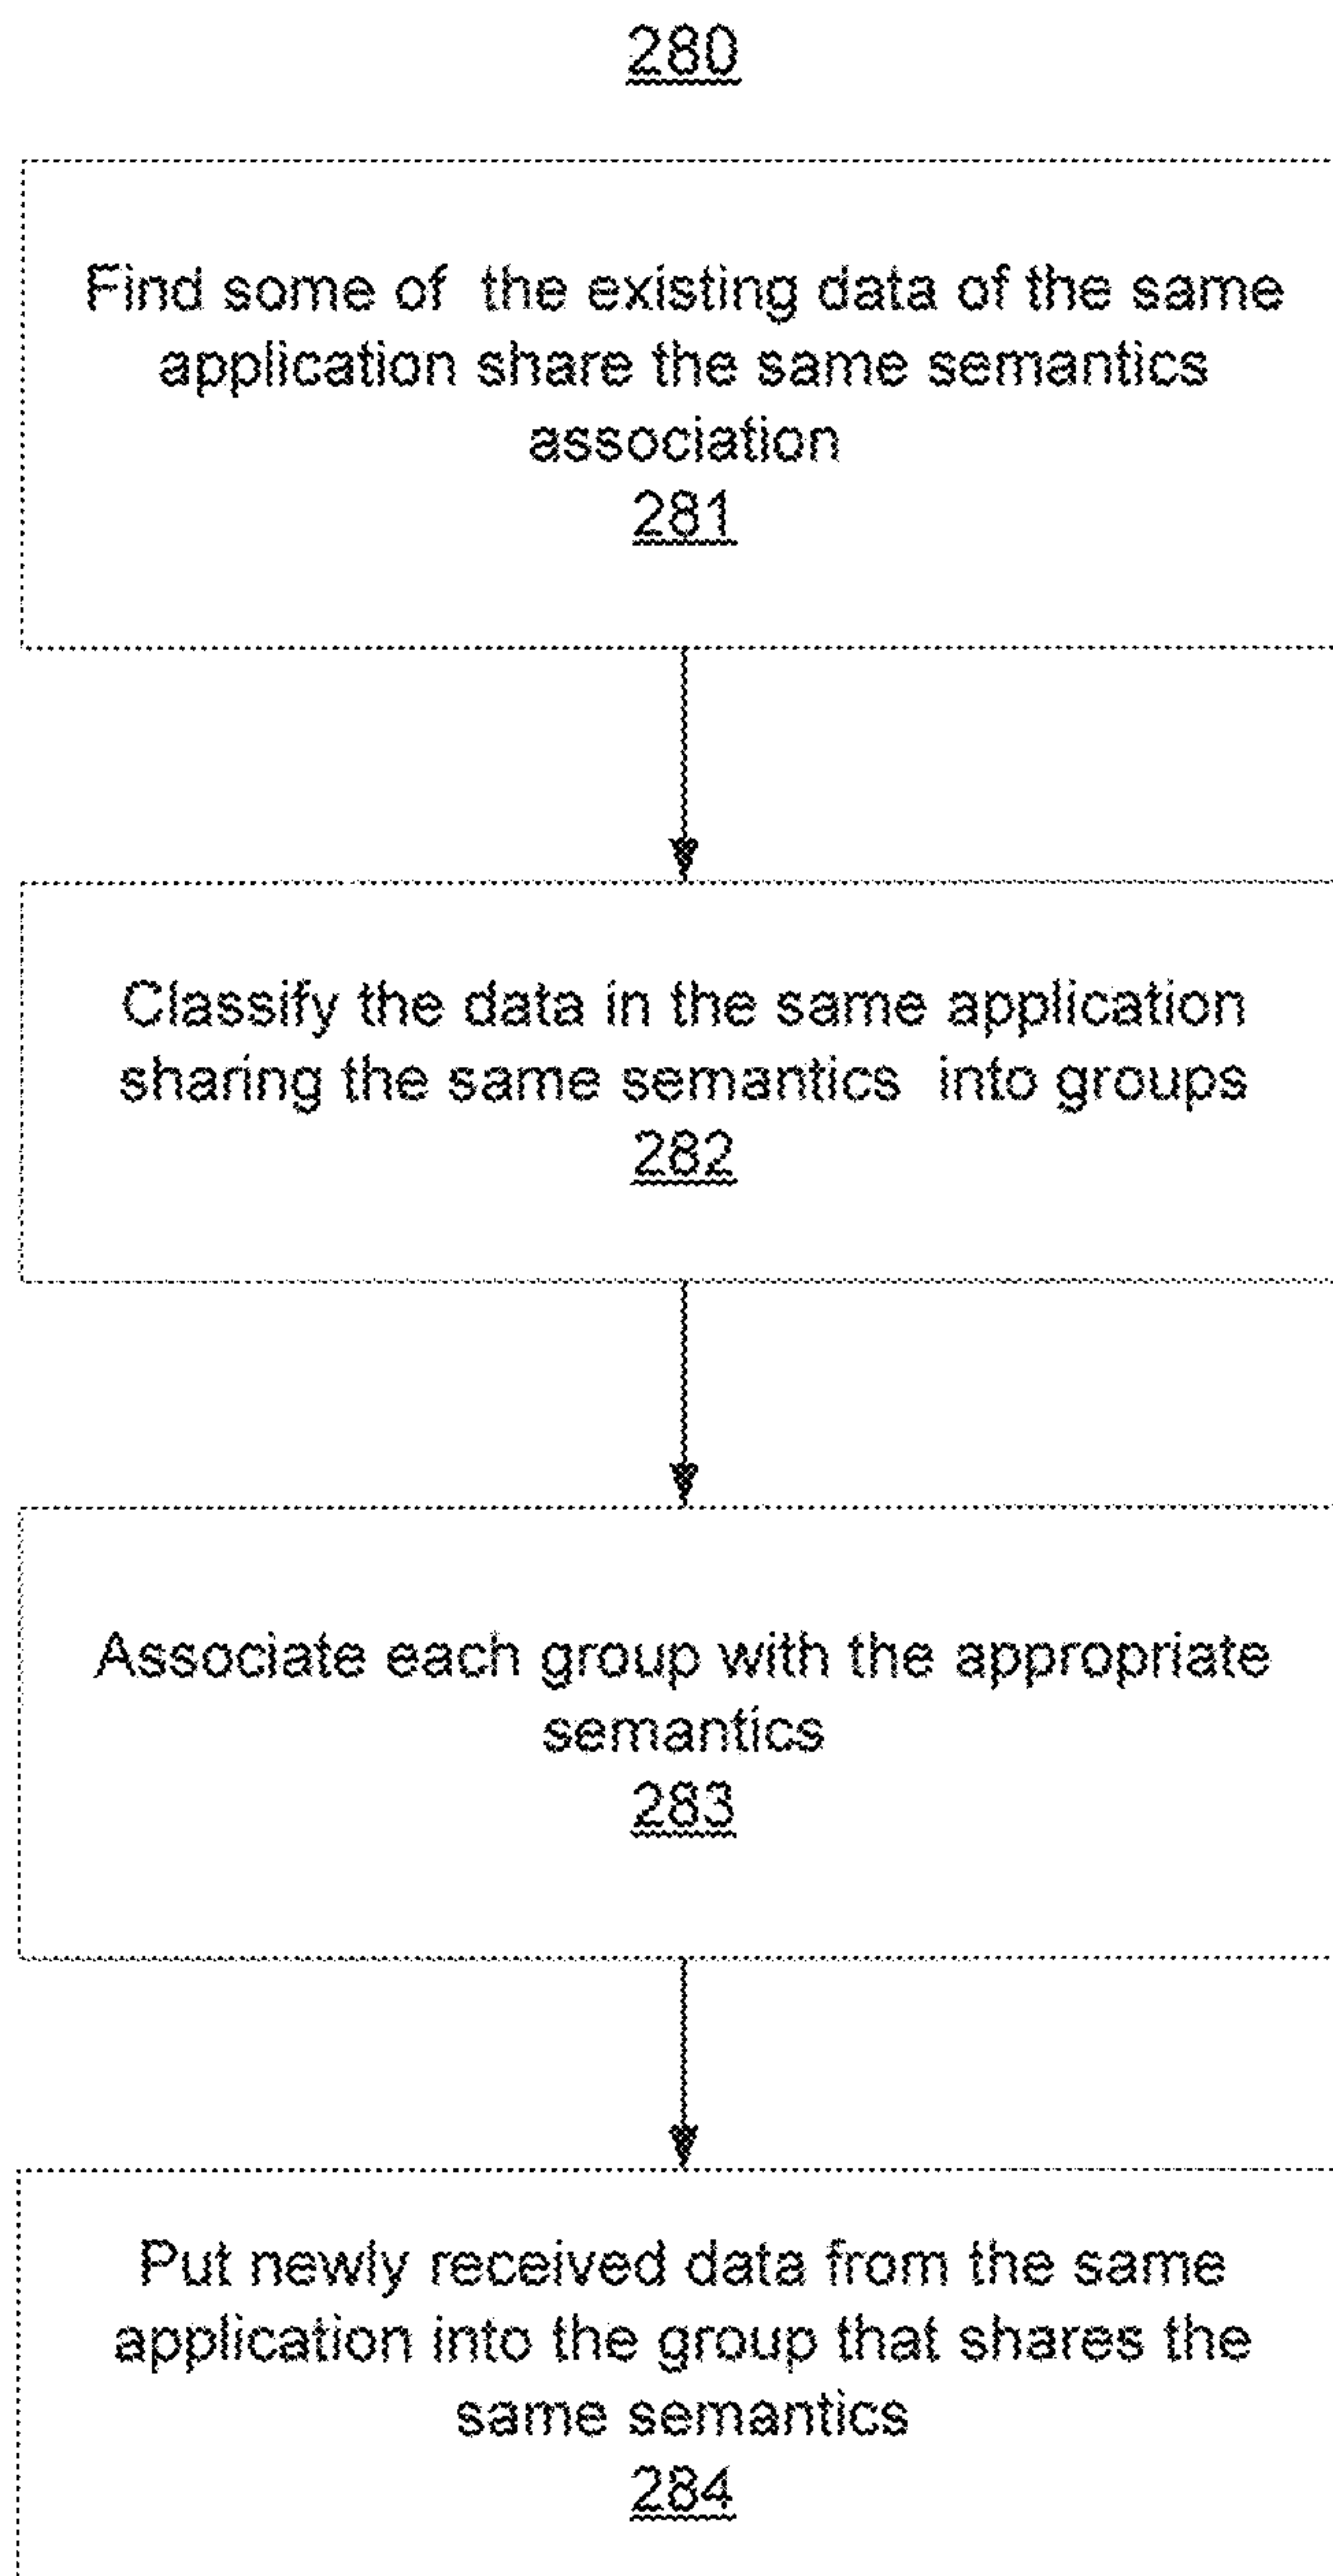 280
Find some of the existing data of the same
application share the same semantics
association
281
Classify the data in the same application
sharing the same semantics into groups
282
Associate each group with the appropriate
semantics
283
Put newly received data from the same
application into the group that shares the
same semantics
284